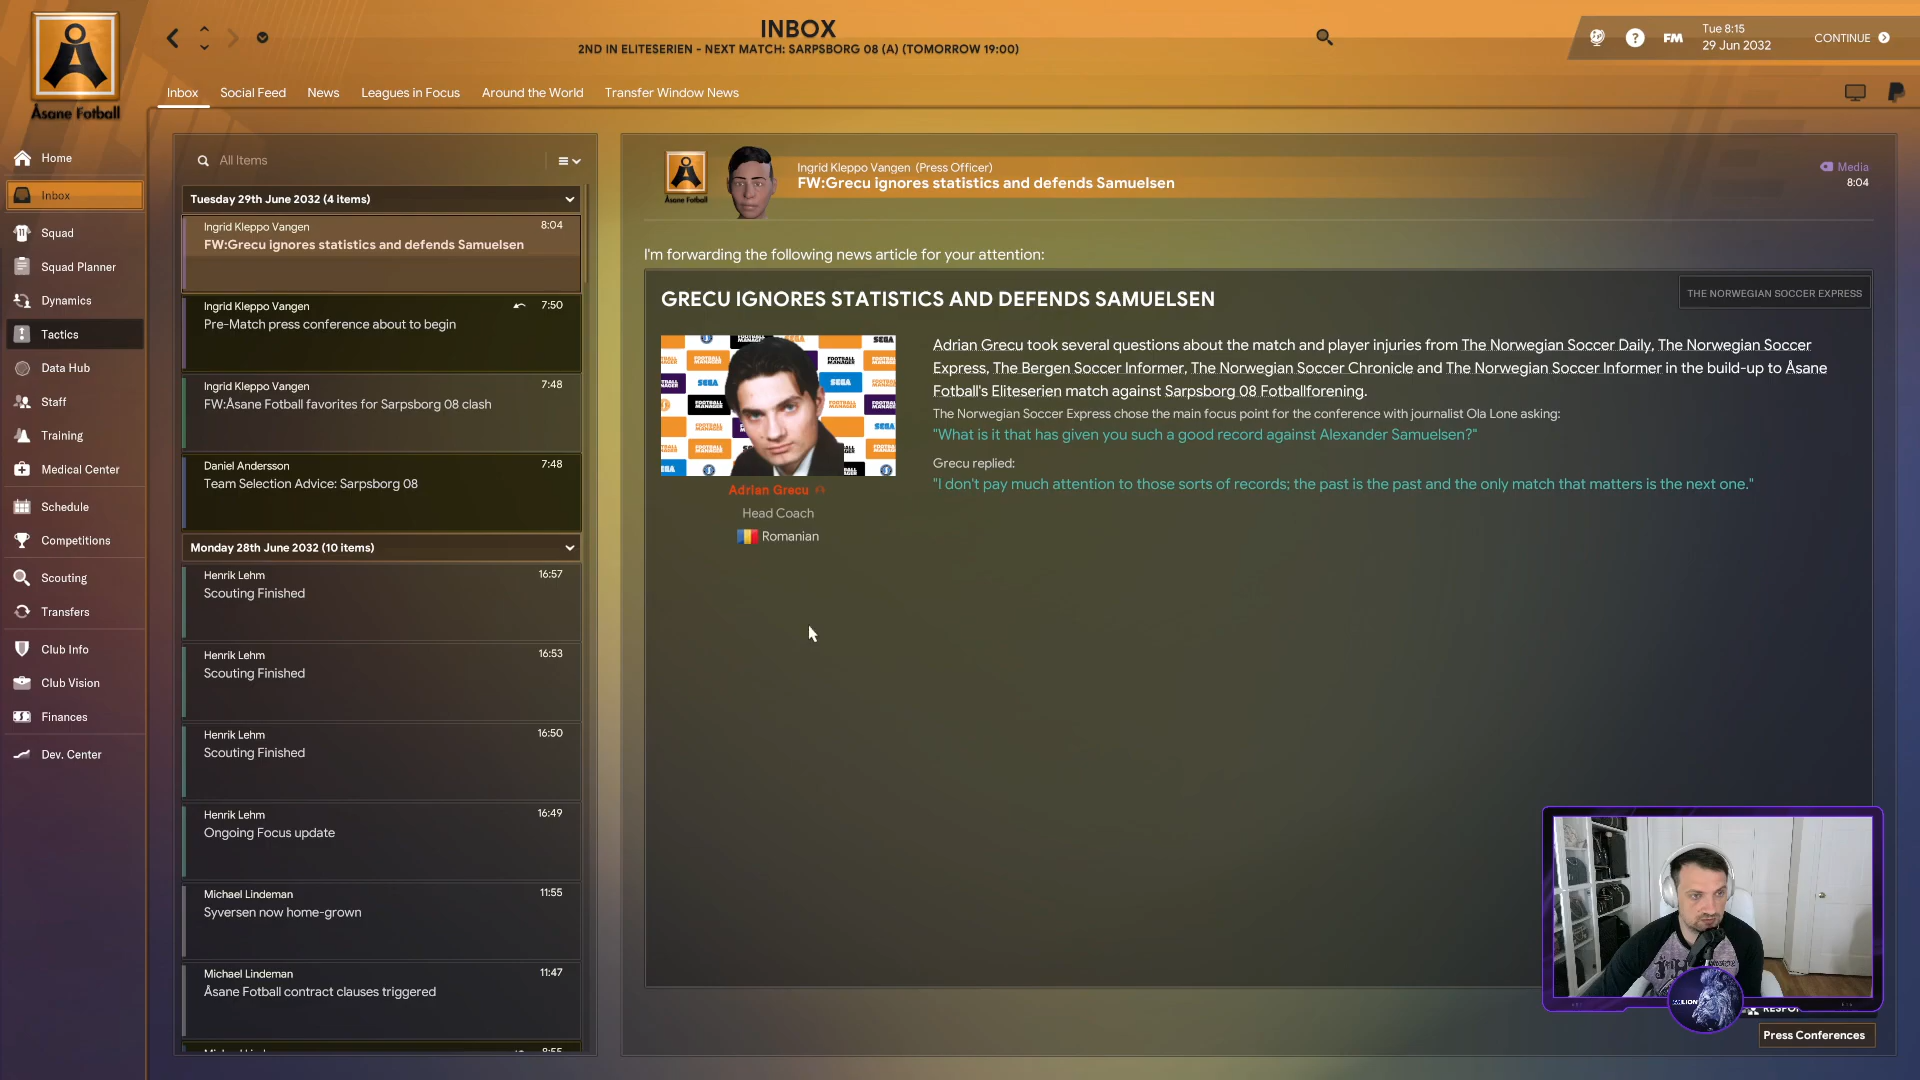 INBOX
2ND IN ELITESERIEN - NEXT MATCH: SARPSBORG 08 (A) (TOMORROW 19:00)
FM
Tue 8:15
29 Jun 2032
CONTINUE
Åsane Fotball
Inbox
Social Feed
News
Leagues in Focus
Around the World
Transfer Window News
Home
Inbox
Squad
Squad Planner
Dynamics
Tactics
Data Hub
Staff
Training
Medical Center
Schedule
Competitions
Scouting
Transfers
Club Info
Club Vision
Finances
Dev. Center
All Items
Tuesday 29th June 2032 (4 items)
Ingrid Kleppo Vangen 8:04
FW:Grecu ignores statistics and defends Samuelsen
Ingrid Kleppo Vangen 7:50
Pre-Match press conference about to begin
Ingrid Kleppo Vangen 7:48
FW:Åsane Fotball favorites for Sarpsborg 08 clash
Daniel Andersson 7:48
Team Selection Advice: Sarpsborg 08
Monday 28th June 2032 (10 items)
Henrik Lehm 16:57
Scouting Finished
Henrik Lehm 16:53
Scouting Finished
Henrik Lehm 16:50
Scouting Finished
Henrik Lehm 16:49
Ongoing Focus update
Michael Lindeman 11:55
Syversen now home-grown
Michael Lindeman 11:47
Åsane Fotball contract clauses triggered
Åsane Fotball
Ingrid Kleppo Vangen (Press Officer)
FW:Grecu ignores statistics and defends Samuelsen
Media
8:04
I'm forwarding the following news article for your attention:
GRECU IGNORES STATISTICS AND DEFENDS SAMUELSEN
THE NORWEGIAN SOCCER EXPRESS
Adrian Grecu took several questions about the match and player injuries from The Norwegian Soccer Daily, The Norwegian Soccer
Express, The Bergen Soccer Informer, The Norwegian Soccer Chronicle and The Norwegian Soccer Informer in the build-up to Åsane
Fotball's Eliteserien match against Sarpsborg 08 Fotballforening.
The Norwegian Soccer Express chose the main focus point for the conference with journalist Ola Lone asking:
"What is it that has given you such a good record against Alexander Samuelsen?"
Grecu replied:
"I don't pay much attention to those sorts of records; the past is the past and the only match that matters is the next one."
SEGA
FOOTBALL MANAGER
Adrian Grecu
Head Coach
Romanian
Press Conferences